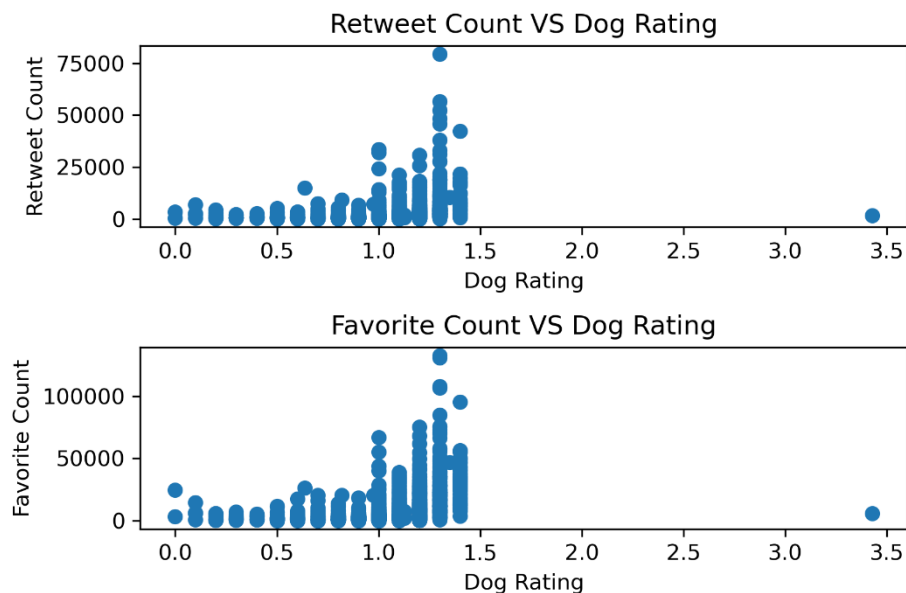 Retweet Count VS Dog Rating
Retweet Count
75000
50000
25000
0
0.0 0.5 1.0 1.5 2.0 2.5 3.0 3.5
Dog Rating
Favorite Count VS Dog Rating
Favorite Count
100000
50000
0
0.0 0.5 1.0 1.5 2.0 2.5 3.0 3.5
Dog Rating